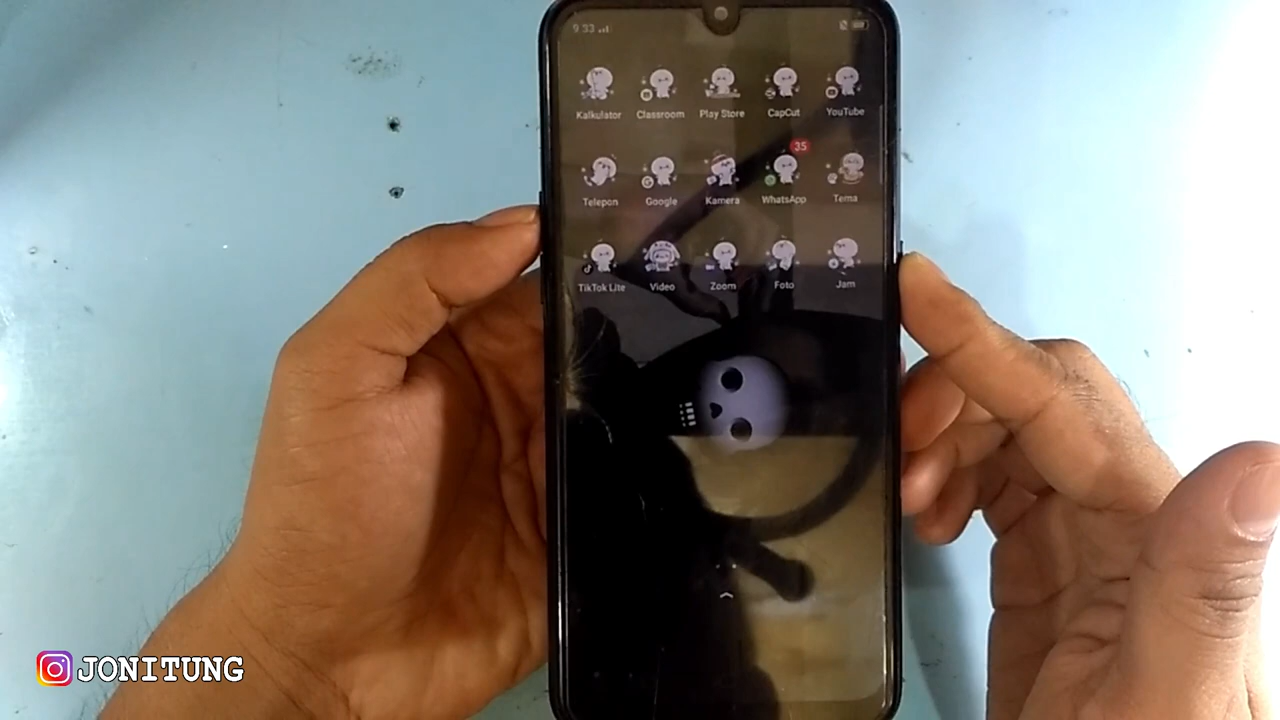 9.33
Kalkulator Classroom Play Store CapCut YouTube
35
Telepon Google Kamera WhatsApp Tema
TikTok Lite Video Zoom Foto Jam
JONITUNG